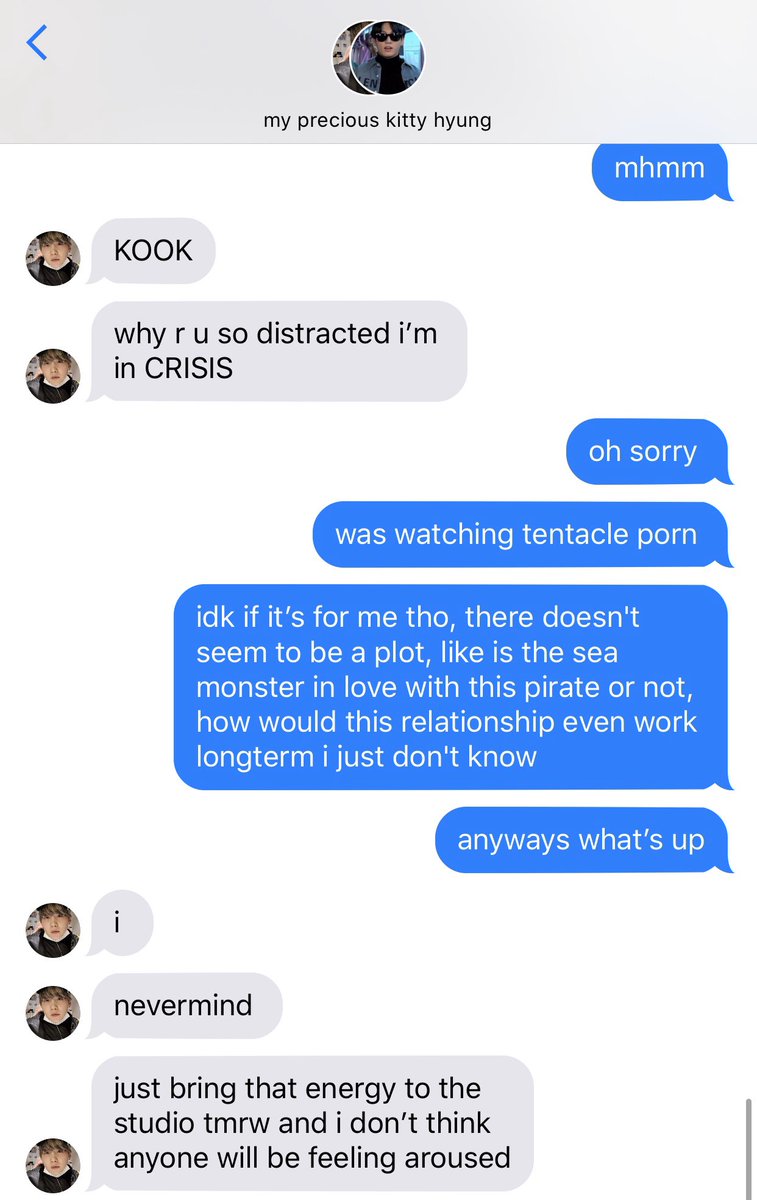 my precious kitty hyung
mhmm
KOOK
why r u so distracted i’m
in CRISIS
oh sorry
was watching tentacle porn
idk if it’s for me tho, there doesn't
seem to be a plot, like is the sea
monster in love with this pirate or not,
how would this relationship even work
longterm i just don't know
anyways what’s up
i
nevermind
just bring that energy to the
studio tmrw and i don’t think
anyone will be feeling aroused